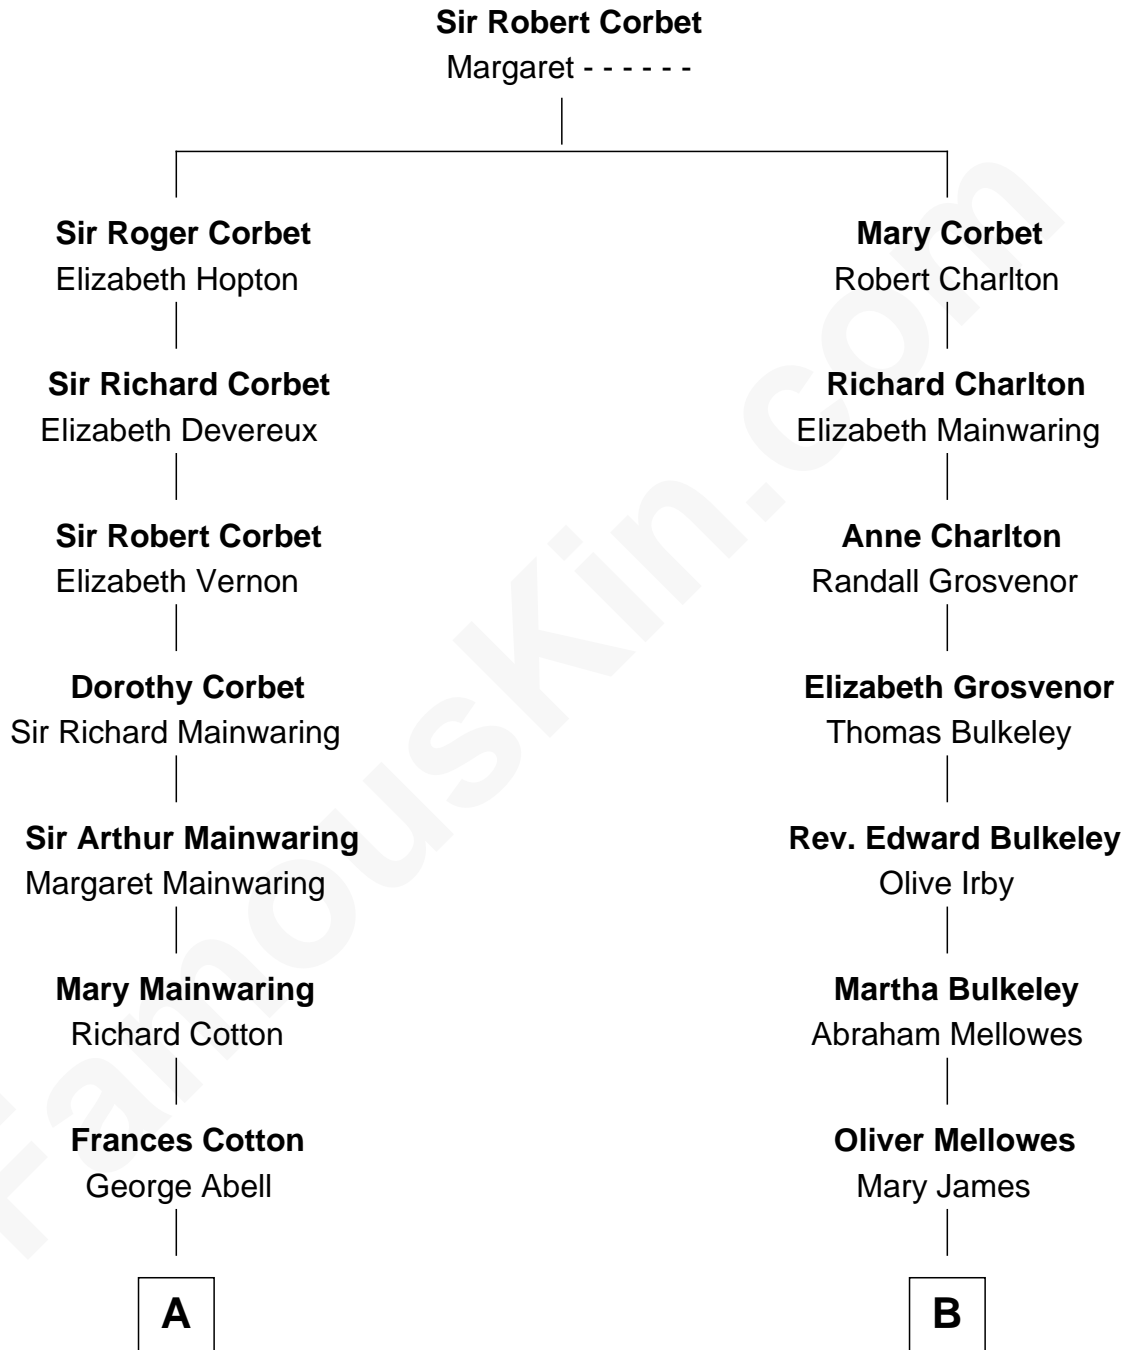 Sir Robert Corbet
Margaret - - - - - -
Sir Roger Corbet
Elizabeth Hopton
Sir Richard Corbet
Elizabeth Devereux
Sir Robert Corbet
Elizabeth Vernon
Dorothy Corbet
Sir Richard Mainwaring
Sir Arthur Mainwaring
Margaret Mainwaring
Mary Mainwaring
Richard Cotton
Frances Cotton
George Abell
A
Mary Corbet
Robert Charlton
Richard Charlton
Elizabeth Mainwaring
Anne Charlton
Randall Grosvenor
Elizabeth Grosvenor
Thomas Bulkeley
Rev. Edward Bulkeley
Olive Irby
Martha Bulkeley
Abraham Mellowes
Oliver Mellowes
Mary James
B
FamousKin.com